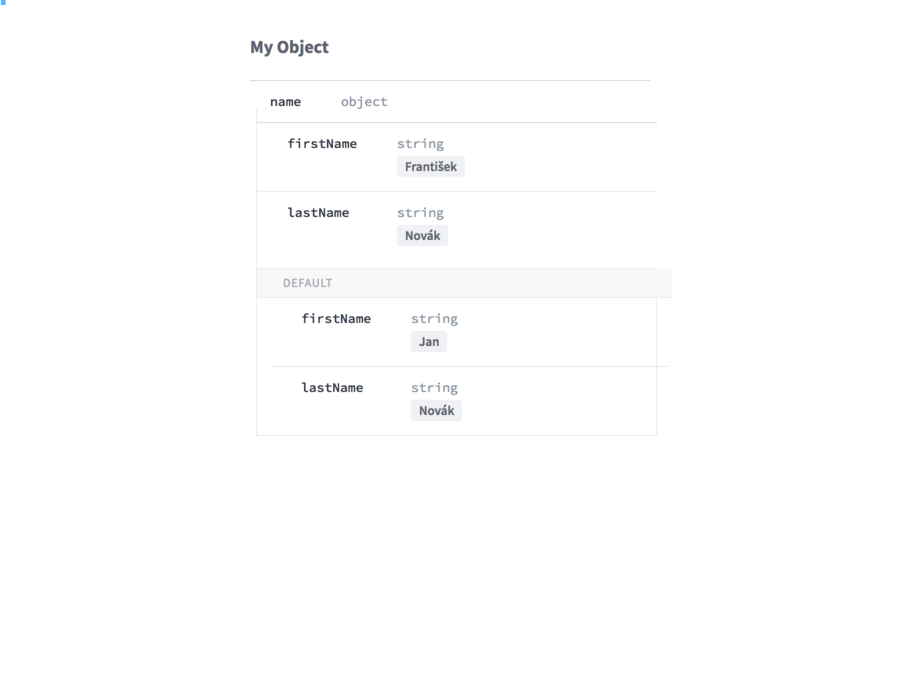 My Object
name object
firstName string
František
lastName string
Novák
DEFAULT
firstName string
Jan
lastName string
Novák